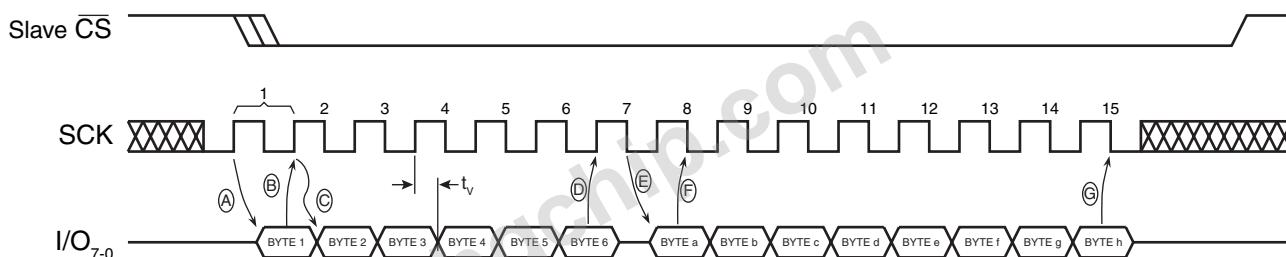 Slave CS
1 2 3 4 5 6 7 8 9 10 11 12 13 14 15
SCK
A B C tv D E F G
I/O7-0 BYTE 1 BYTE 2 BYTE 3 BYTE 4 BYTE 5 BYTE 6 BYTE a BYTE b BYTE c BYTE d BYTE e BYTE f BYTE g BYTE h